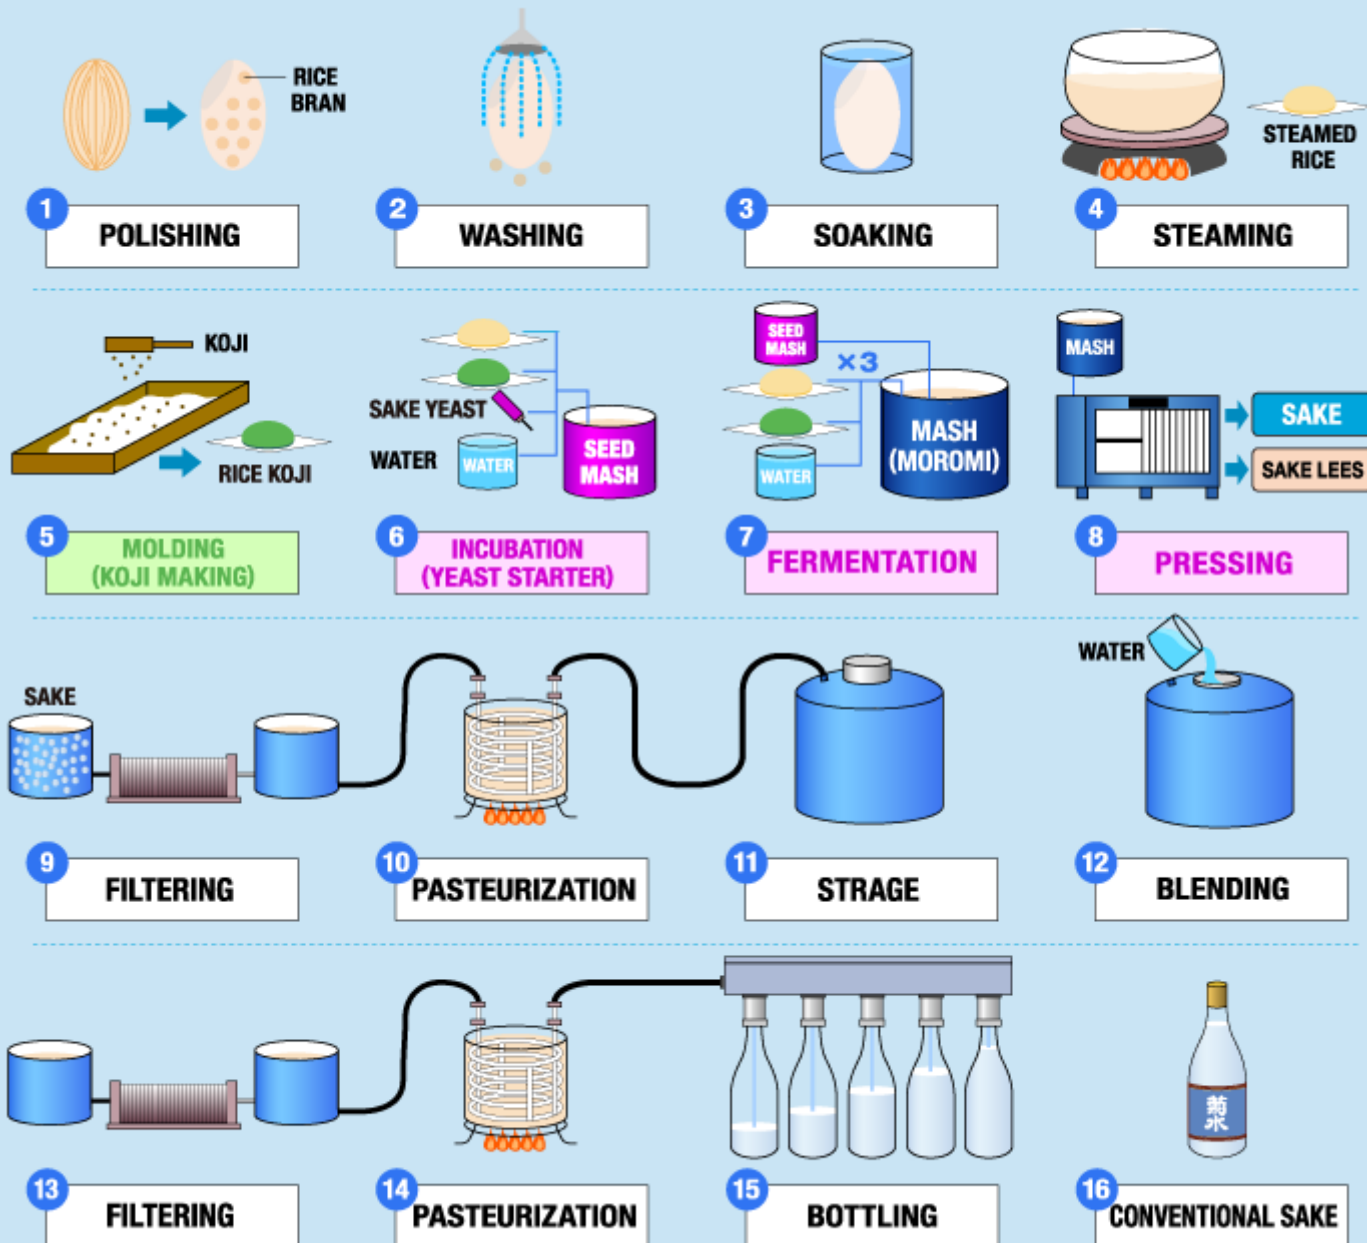 RICE
BRAN
1
POLISHING
2
WASHING
3
SOAKING
STEAMED
RICE
4
STEAMING
KOJI
RICE KOJI
5
MOLDING
(KOJI MAKING)
SAKE YEAST
WATER
WATER
SEED
MASH
6
INCUBATION
(YEAST STARTER)
SEED
MASH
×3
WATER
MASH
(MOROMI)
7
FERMENTATION
MASH
SAKE
SAKE LEES
8
PRESSING
SAKE
9
FILTERING
10
PASTEURIZATION
11
STRAGE
WATER
12
BLENDING
13
FILTERING
14
PASTEURIZATION
15
BOTTLING
菊
水
16
CONVENTIONAL SAKE